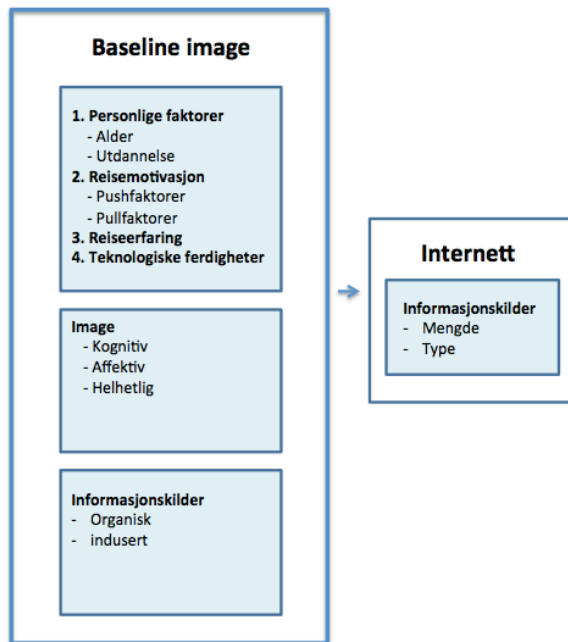 Baseline image
1. Personlige faktorer
- Alder
- Utdannelse
2. Reisemotivasjon
- Pushfaktorer
- Pullfaktorer
3. Reiseerfaring
4. Teknologiske ferdigheter
Image
- Kognitiv
- Affektiv
- Helhetlig
Informasjonskilder
- Organisk
- indusert
Internett
Informasjonskilder
- Mengde
- Type